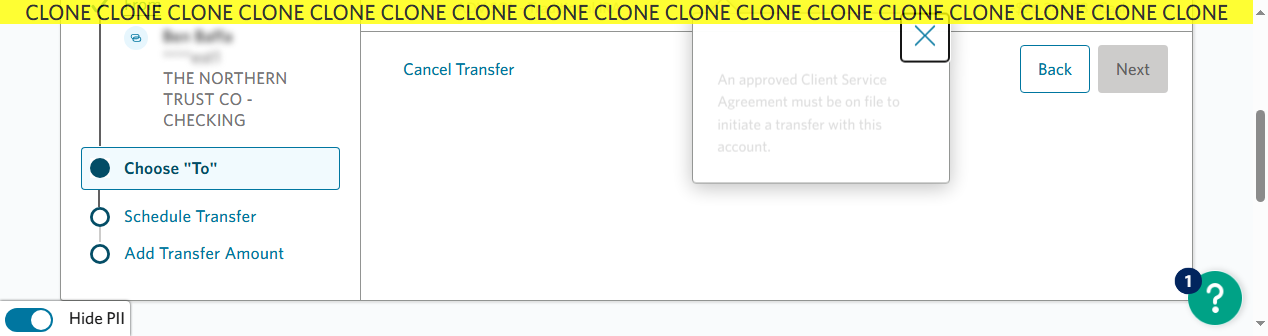 CLONE CLONE CLONE CLONE CLONE CLONE CLONE CLONE CLONE CLONE CLONE CLONE CLONE CLONE CLONE CLONE CLONE
THE NORTHERN
TRUST CO -
CHECKING
Choose "To"
Schedule Transfer
Add Transfer Amount
Cancel Transfer
An approved Client Service
Agreement must be on file to
initiate a transfer with this
account.
Back
Next
Hide PII
1
?